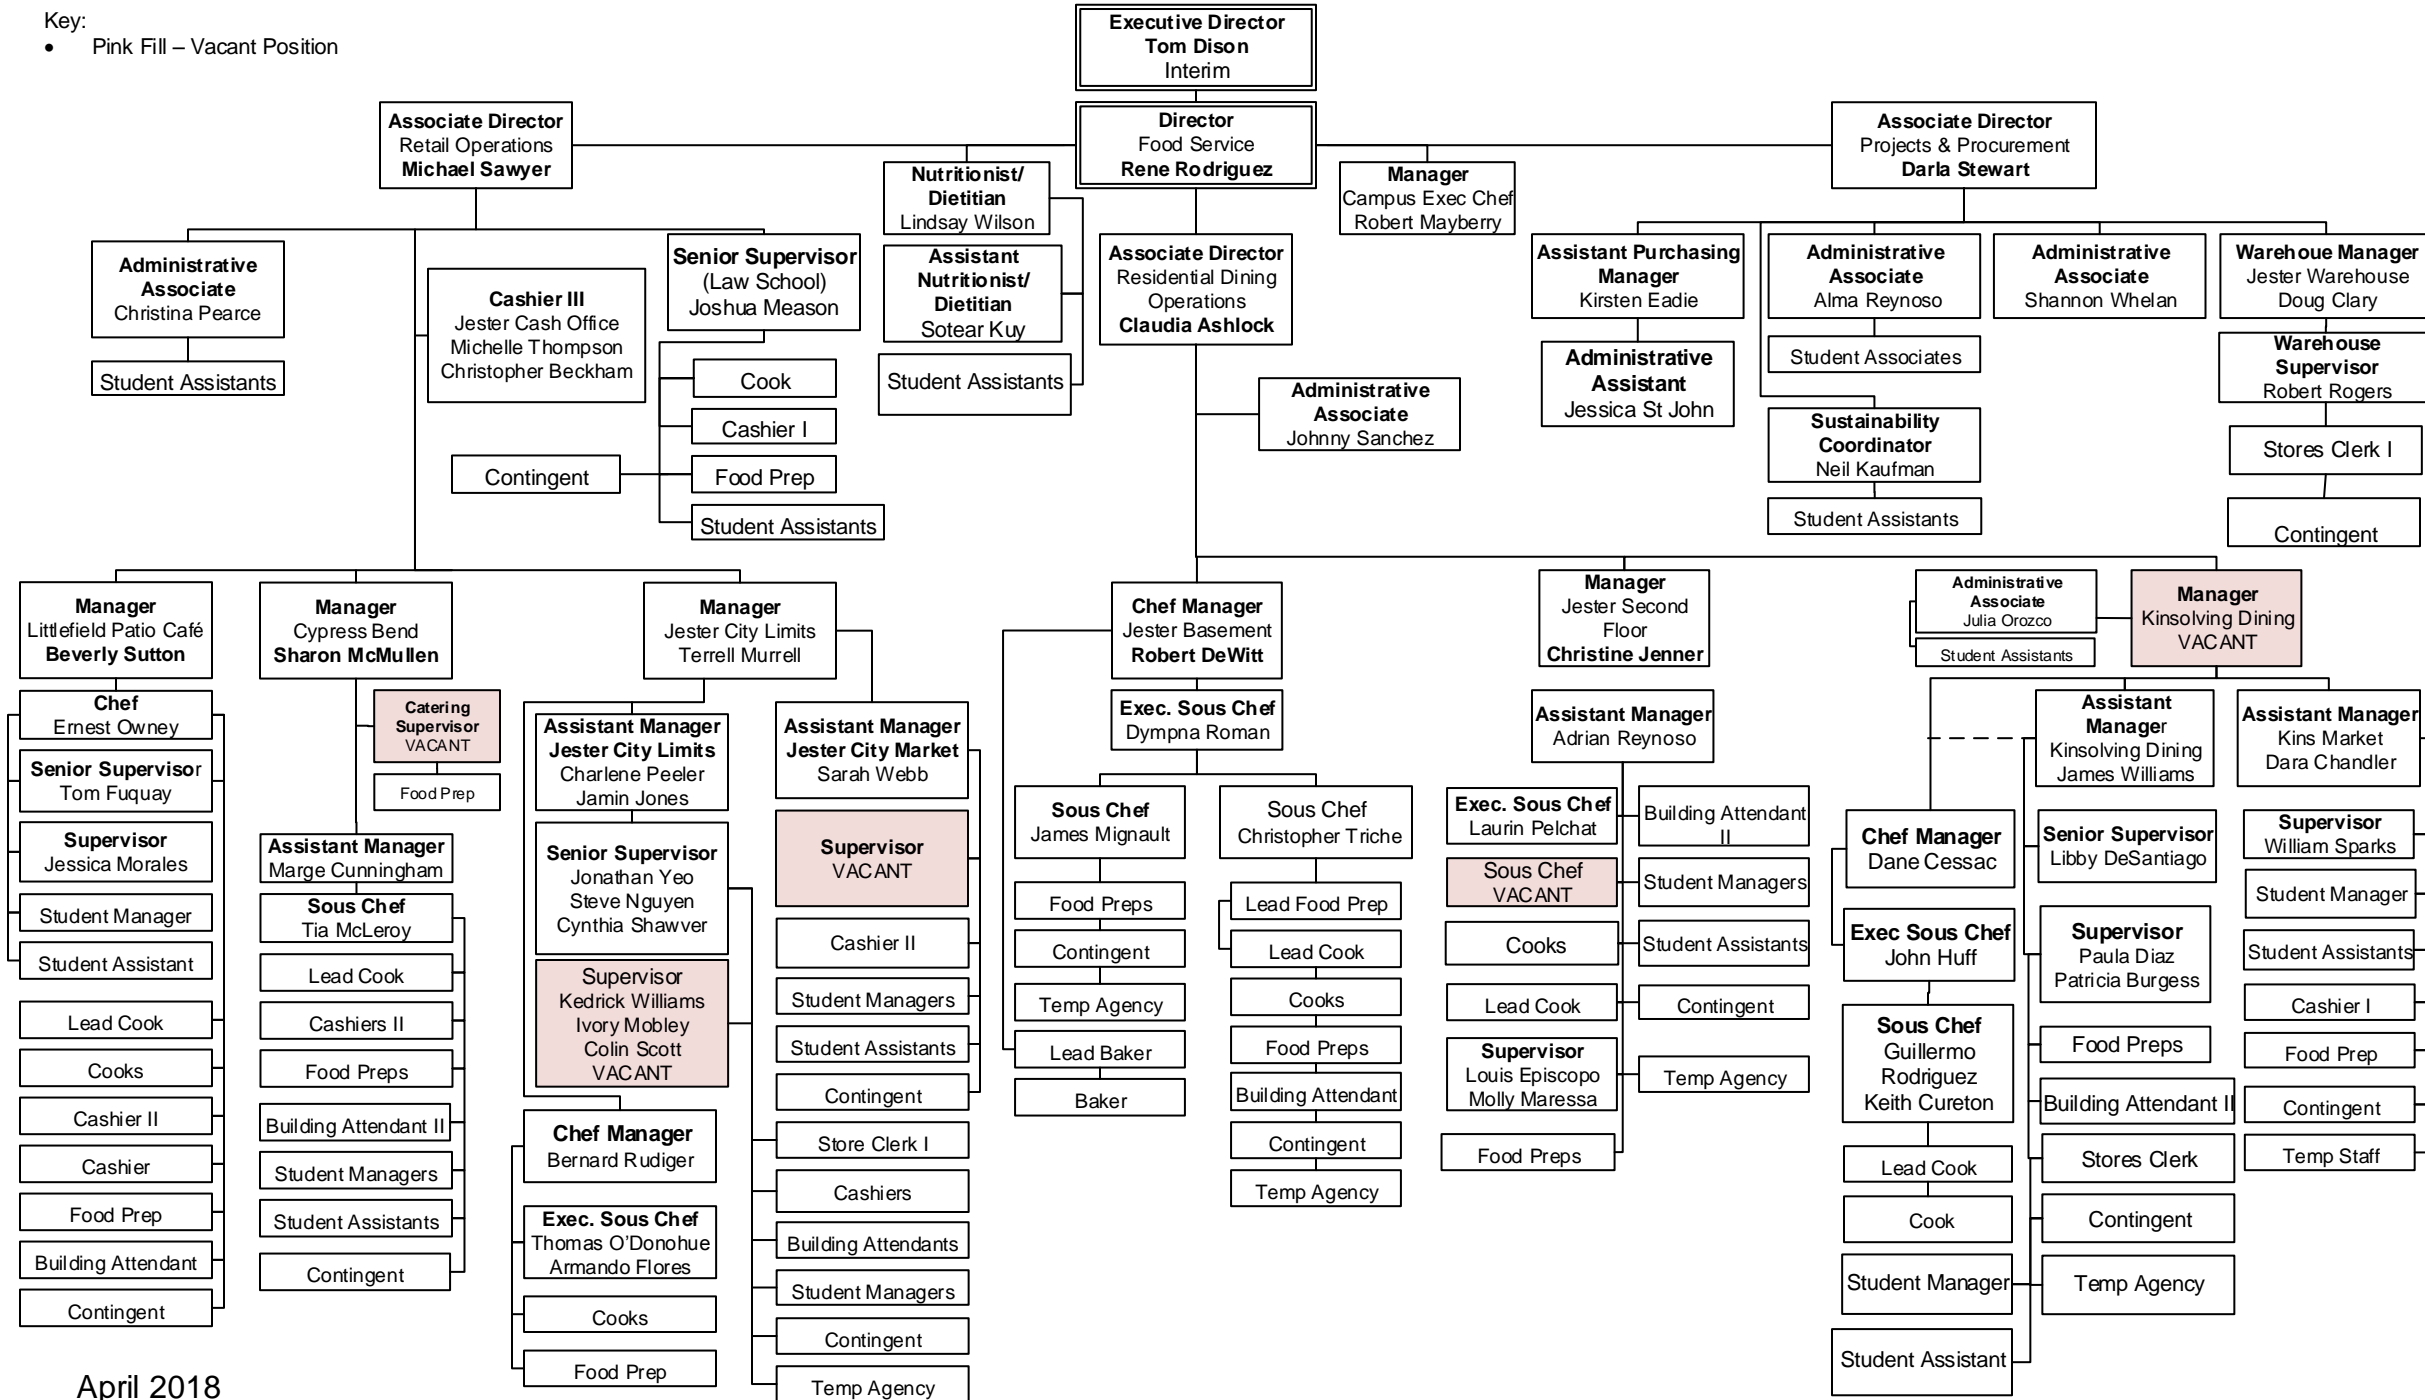 Key:
• Pink Fill – Vacant Position
Executive Director
Tom Dison
Interim
Associate Director
Retail Operations
Michael Sawyer
Director
Food Service
Rene Rodriguez
Associate Director
Projects & Procurement
Darla Stewart
Nutritionist/
Dietitian
Lindsay Wilson
Manager
Campus Exec Chef
Robert Mayberry
Administrative
Associate
Christina Pearce
Student Assistants
Cashier III
Jester Cash Office
Michelle Thompson
Christopher Beckham
Senior Supervisor
(Law School)
Joshua Meason
Cook
Cashier I
Contingent
Food Prep
Student Assistants
Assistant
Nutritionist/
Dietitian
Sotear Kuy
Student Assistants
Associate Director
Residential Dining
Operations
Claudia Ashlock
Administrative
Associate
Johnny Sanchez
Assistant Purchasing
Manager
Kirsten Eadie
Administrative
Assistant
Jessica St John
Administrative
Associate
Alma Reynoso
Student Associates
Sustainability
Coordinator
Neil Kaufman
Student Assistants
Administrative
Associate
Shannon Whelan
Warehoue Manager
Jester Warehouse
Doug Clary
Warehouse
Supervisor
Robert Rogers
Stores Clerk I
Contingent
Manager
Littlefield Patio Café
Beverly Sutton
Chef
Ernest Owney
Senior Supervisor
Tom Fuquay
Supervisor
Jessica Morales
Student Manager
Student Assistant
Lead Cook
Cooks
Cashier II
Cashier
Food Prep
Building Attendant
Contingent
Manager
Cypress Bend
Sharon McMullen
Catering
Supervisor
VACANT
Food Prep
Assistant Manager
Marge Cunningham
Sous Chef
Tia McLeroy
Lead Cook
Cashiers II
Food Preps
Building Attendant II
Student Managers
Student Assistants
Contingent
Manager
Jester City Limits
Terrell Murrell
Assistant Manager
Jester City Limits
Charlene Peeler
Jamin Jones
Senior Supervisor
Jonathan Yeo
Steve Nguyen
Cynthia Shawver
Supervisor
Kedrick Williams
Ivory Mobley
Colin Scott
VACANT
Chef Manager
Bernard Rudiger
Exec. Sous Chef
Thomas O'Donohue
Armando Flores
Cooks
Food Prep
Assistant Manager
Jester City Market
Sarah Webb
Supervisor
VACANT
Cashier II
Student Managers
Student Assistants
Contingent
Store Clerk I
Cashiers
Building Attendants
Student Managers
Contingent
Temp Agency
Chef Manager
Jester Basement
Robert DeWitt
Exec. Sous Chef
Dympna Roman
Sous Chef
James Mignault
Food Preps
Contingent
Temp Agency
Lead Baker
Baker
Sous Chef
Christopher Triche
Lead Food Prep
Lead Cook
Cooks
Food Preps
Building Attendant
Contingent
Temp Agency
Manager
Jester Second
Floor
Christine Jenner
Assistant Manager
Adrian Reynoso
Exec. Sous Chef
Laurin Pelchat
Sous Chef
VACANT
Cooks
Lead Cook
Supervisor
Louis Episcopo
Molly Maressa
Food Preps
Building Attendant
II
Student Managers
Student Assistants
Contingent
Temp Agency
Administrative
Associate
Julia Orozco
Student Assistants
Manager
Kinsolving Dining
VACANT
Chef Manager
Dane Cessac
Exec Sous Chef
John Huff
Sous Chef
Guillermo
Rodriguez
Keith Cureton
Lead Cook
Cook
Student Manager
Student Assistant
Assistant
Manager
Kinsolving Dining
James Williams
Senior Supervisor
Libby DeSantiago
Supervisor
Paula Diaz
Patricia Burgess
Food Preps
Building Attendant II
Stores Clerk
Contingent
Temp Agency
Assistant Manager
Kins Market
Dara Chandler
Supervisor
William Sparks
Student Manager
Student Assistants
Cashier I
Food Prep
Contingent
Temp Staff
April 2018